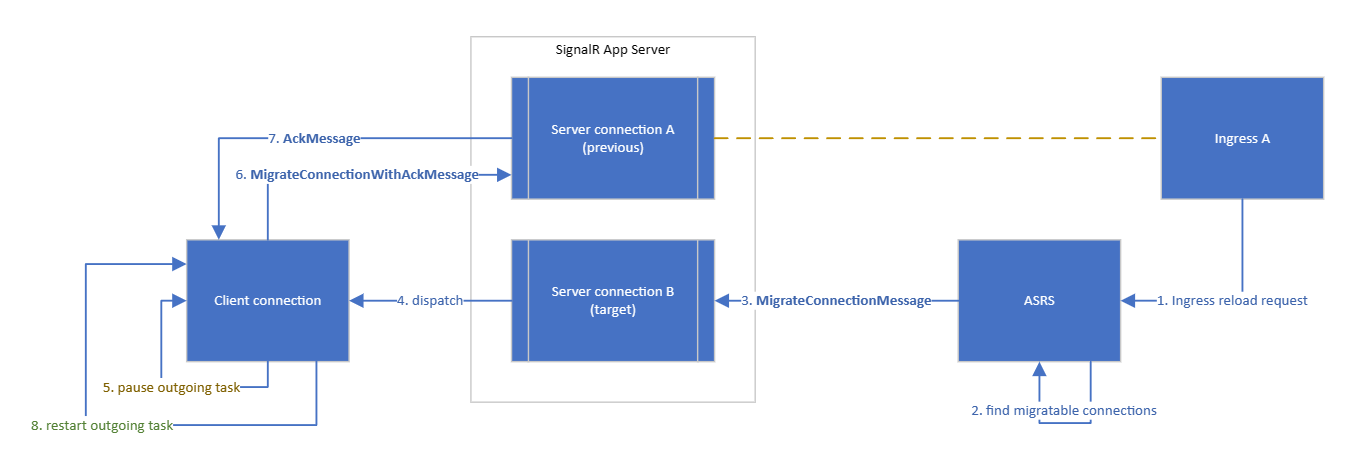 SignalR App Server
Server connection A
(previous)
Ingress A
7. AckMessage
6. MigrateConnectionWithAckMessage
Client connection
4. dispatch
Server connection B
(target)
3. MigrateConnectionMessage
ASRS
1. Ingress reload request
5. pause outgoing task
2. find migratable connections
8. restart outgoing task